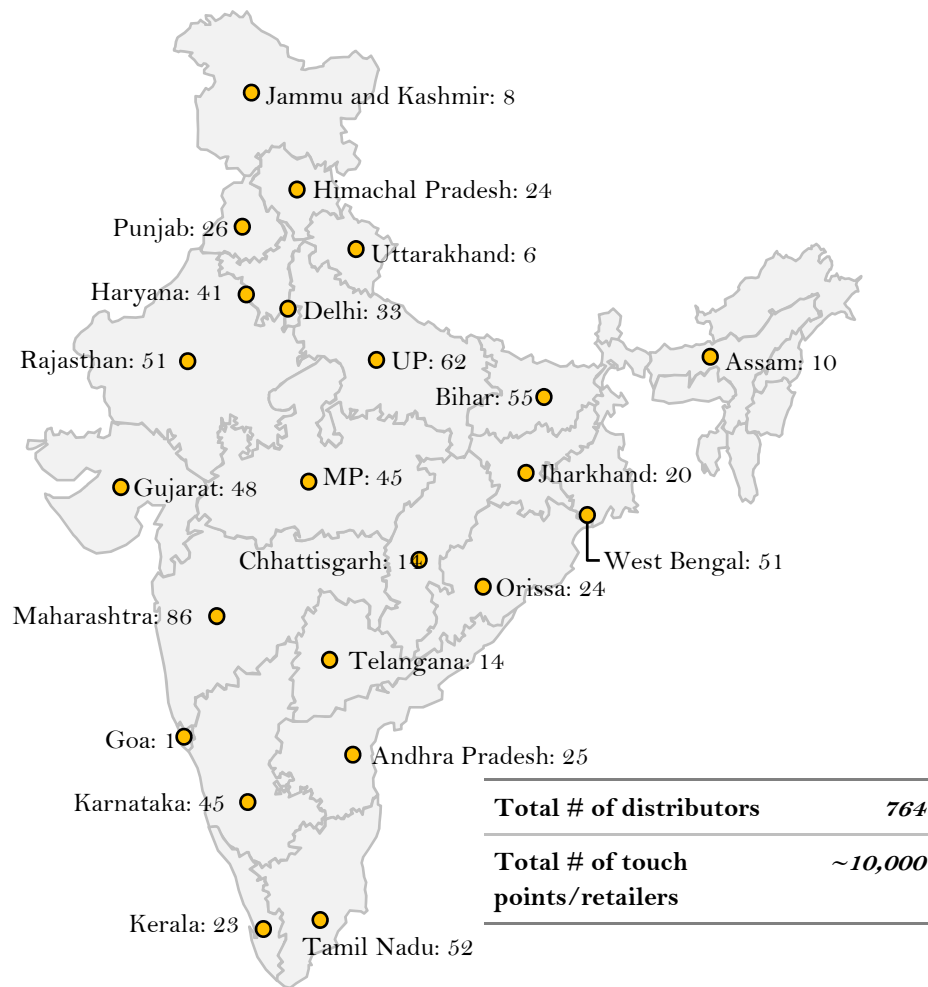 Jammu and Kashmir: 8
Himachal Pradesh: 24
Punjab: 26
Uttarakhand: 6
Haryana: 41
Delhi: 33
Rajasthan: 51
UP: 62
Assam: 10
Bihar: 55
Gujarat: 48
MP: 45
Jharkhand: 20
Chhattisgarh: 14
West Bengal: 51
Orissa: 24
Maharashtra: 86
Telangana: 14
Goa: 1
Andhra Pradesh: 25
Karnataka: 45
Total # of distributors 764
Total # of touch ~10,000
points/retailers
Kerala: 23
Tamil Nadu: 52